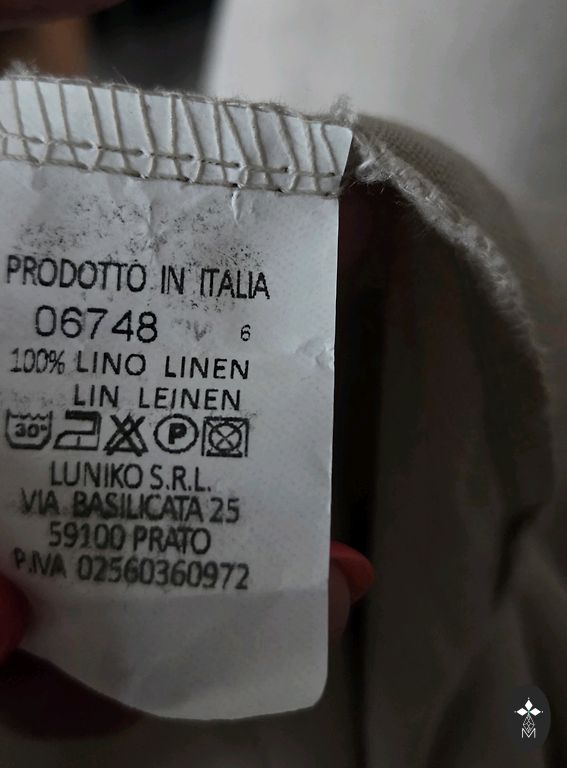 PRODOTTO IN ITALIA
06748 6
100% LINO LINEN
LIN LEINEN
30° P
LUNIKO S.R.L.
VIA BASILICATA 25
59100 PRATO
P.IVA 02560360972
M